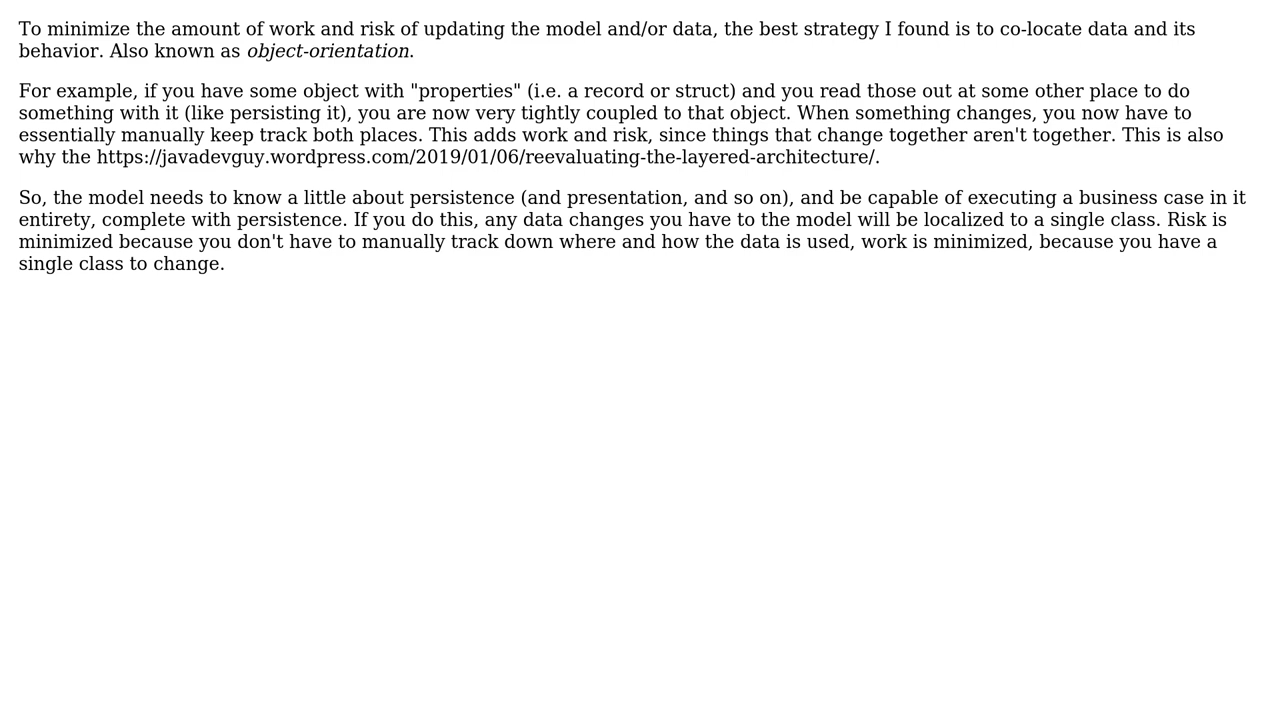 To minimize the amount of work and risk of updating the model and/or data, the best strategy I found is to co-locate data and its
behavior. Also known as object-orientation.
For example, if you have some object with "properties" (i.e. a record or struct) and you read those out at some other place to do
something with it (like persisting it), you are now very tightly coupled to that object. When something changes, you now have to
essentially manually keep track both places. This adds work and risk, since things that change together aren't together. This is also
why the https://javadevguy.wordpress.com/2019/01/06/reevaluating-the-layered-architecture/.
So, the model needs to know a little about persistence (and presentation, and so on), and be capable of executing a business case in it
entirety, complete with persistence. If you do this, any data changes you have to the model will be localized to a single class. Risk is
minimized because you don't have to manually track down where and how the data is used, work is minimized, because you have a
single class to change.